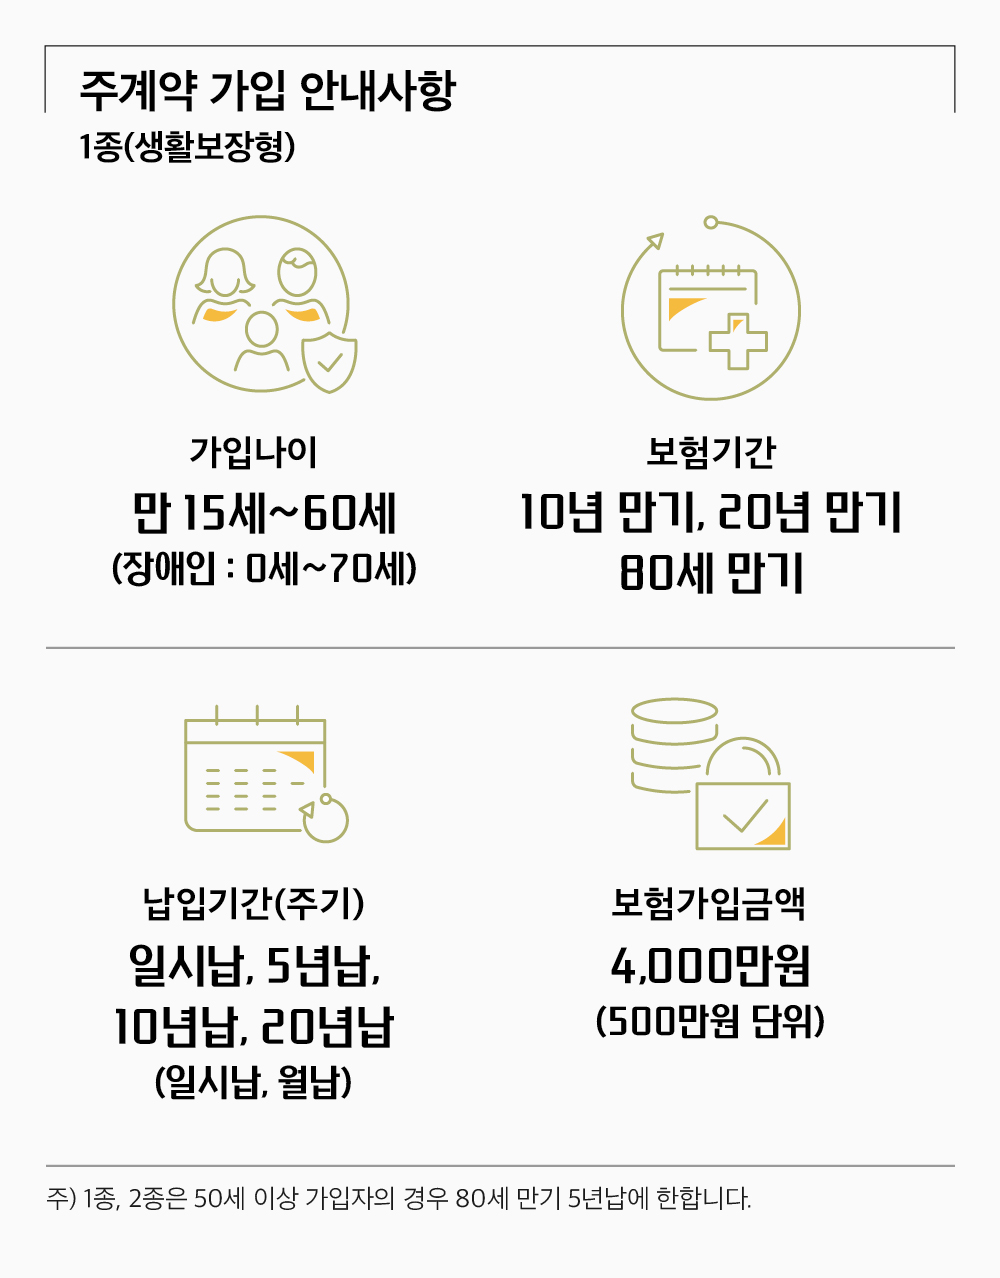 주계약 가입 안내사항
1종(생활보장형)
가입나이
만 15세~60세
(장애인 : 0세~70세)
보험기간
10년 만기, 20년 만기
80세 만기
납입기간(주기)
일시납, 5년납,
10년납, 20년납
(일시납, 월납)
보험가입금액
4,000만원
(500만원 단위)
주) 1종, 2종은 50세 이상 가입자의 경우 80세 만기 5년납에 한합니다.